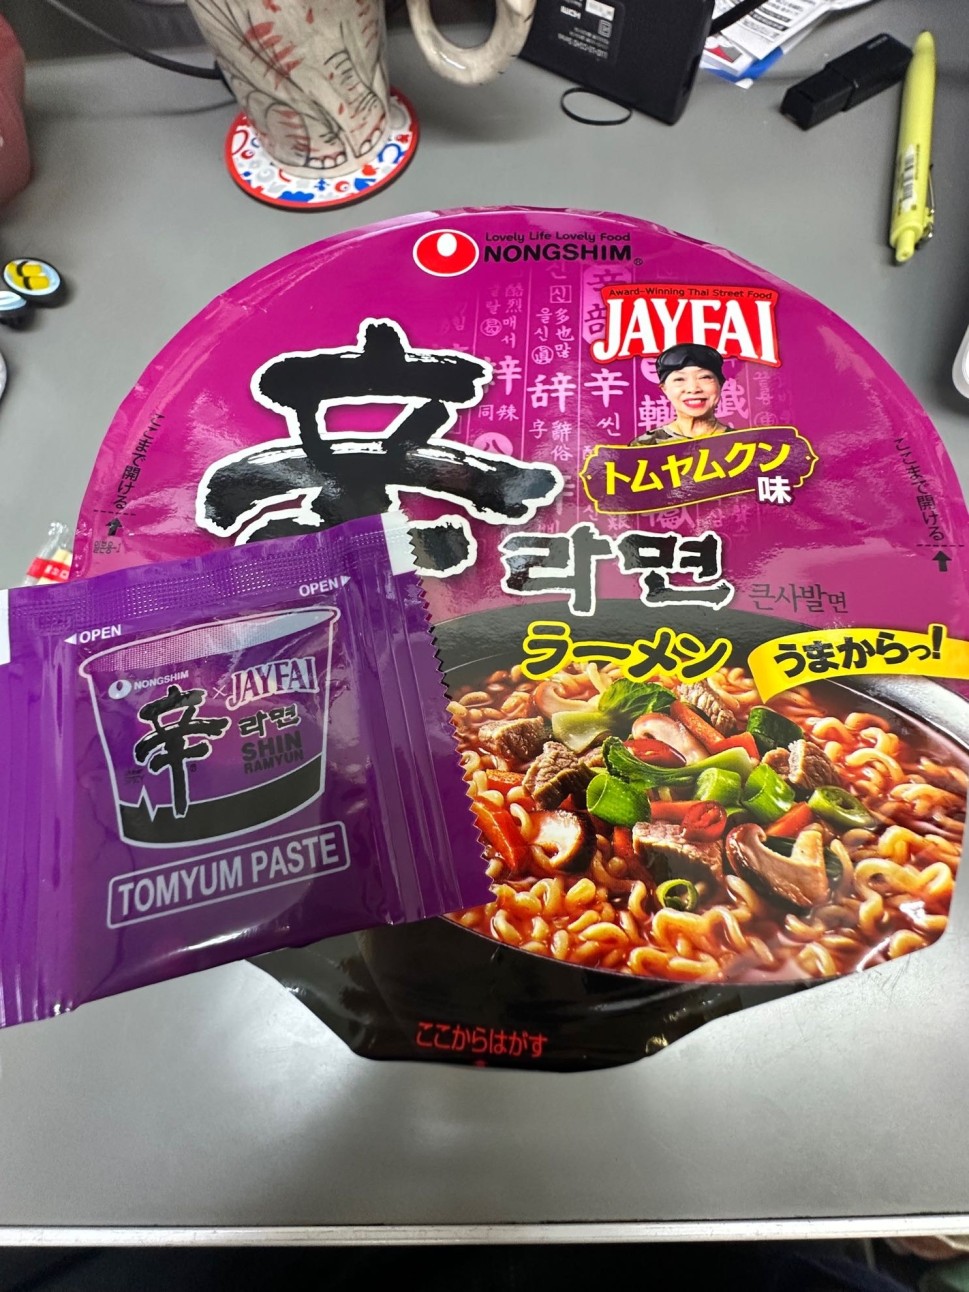 Lovely Life Lovely Food
NONGSHIM
Award-Winning Thai Street Food
JAYFAI
トムヤムクン
味
辛
라면
큰사발면
ラーメン
うまからっ!
ここまで開ける
ここまで開ける
ここからはがす
OPEN
OPEN
NONGSHIM
辛
×JAYFAI
라면
SHIN
RAMYUN
TOMYUM PASTE